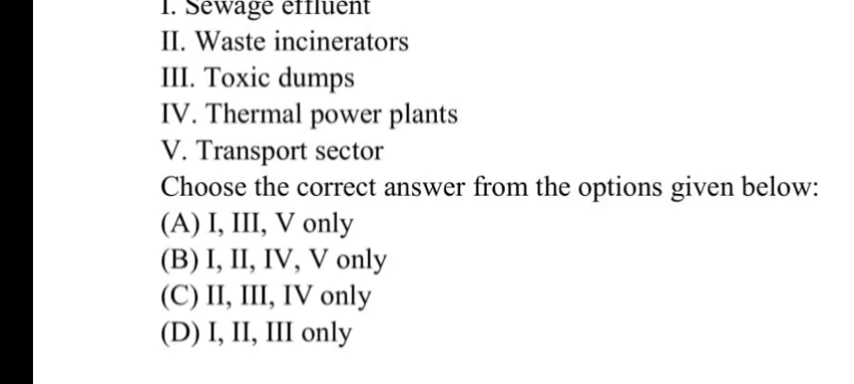 I. Sewage effluent
II. Waste incinerators
III. Toxic dumps
IV. Thermal power plants
V. Transport sector
Choose the correct answer from the options given below:
(A) I, III, V only
(B) I, II, IV, V only
(C) II, III, IV only
(D) I, II, III only